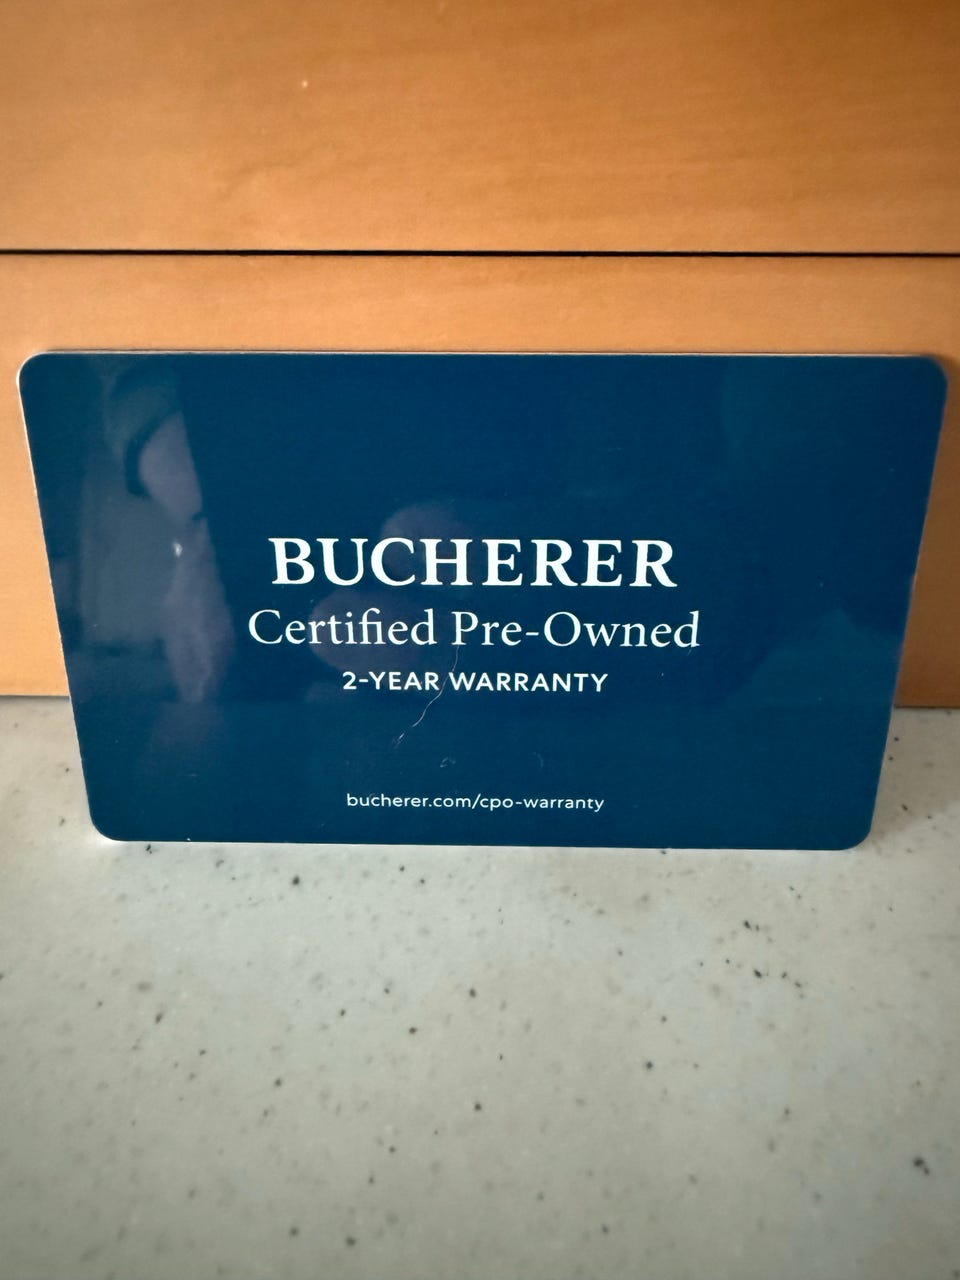 BUCHERER
Certified Pre-Owned
2-YEAR WARRANTY
bucherer.com/cpo-warranty